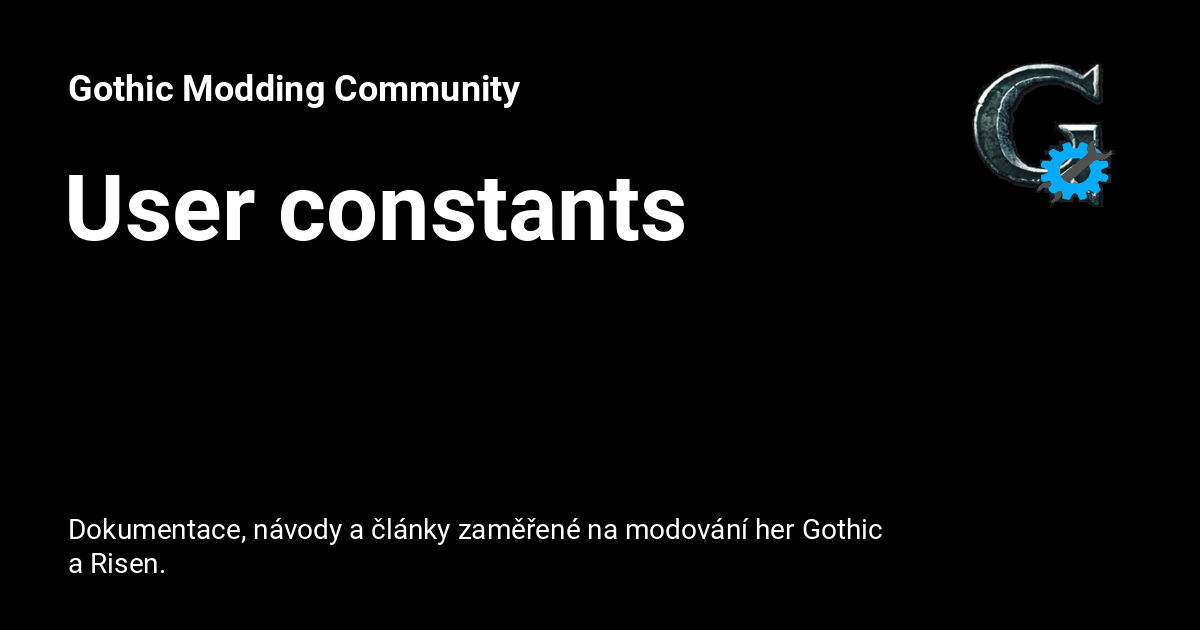 Gothic Modding Community
User constants
Dokumentace, návody a články zaměřené na modování her Gothic
a Risen.